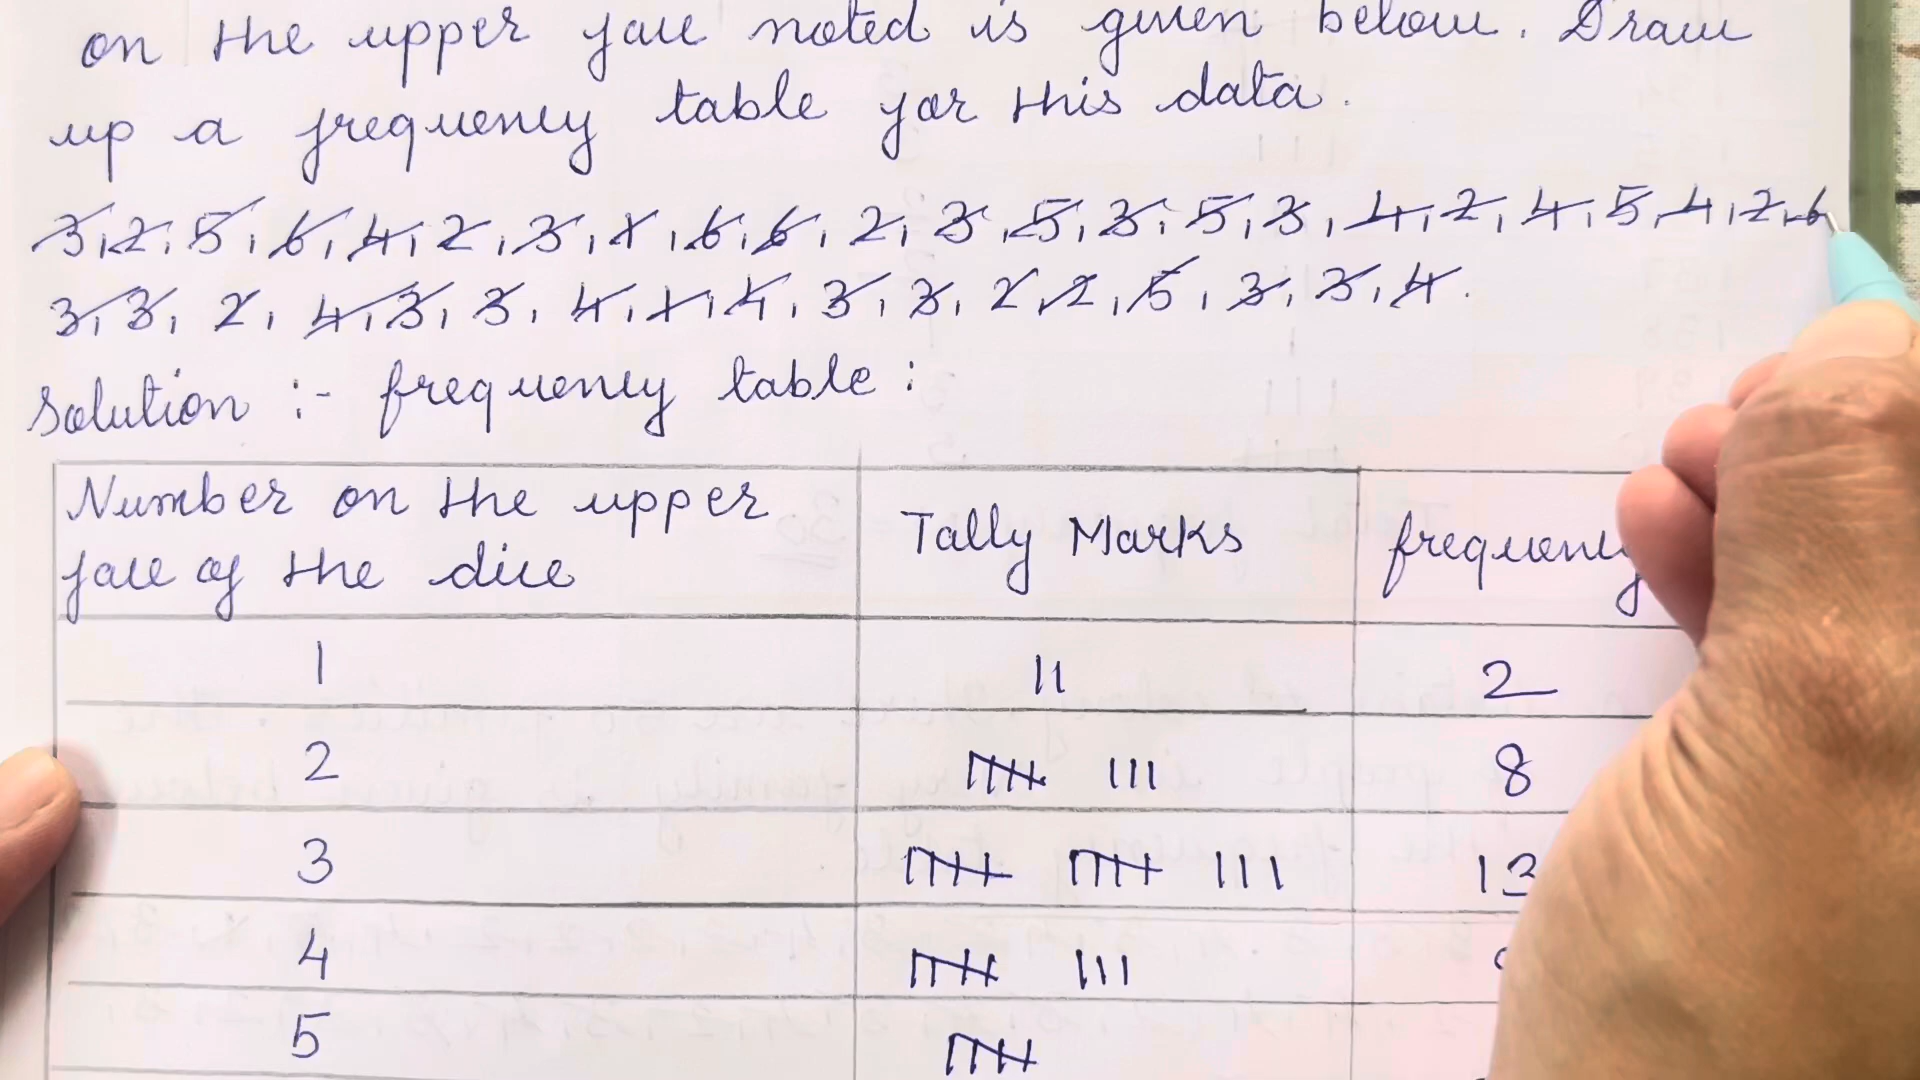 on the upper face noted is given below. Draw
up a frequency table for this data.
3, 2, 5, 6, 4, 2, 3, 1, 6, 6, 2, 3, 5, 3, 5, 3, 4, 2, 4, 5, 4, 2, 6
3, 3, 2, 4, 3, 3, 4, 1, 4, 3, 3, 2, 2, 5, 3, 3, 4.
Solution :- frequency table :
Number on the upper
face of the dice
Tally Marks
frequency
1 || 2
2 |||| ||| 8
3 |||| |||| ||| 13
4 |||| |||
5 ||||